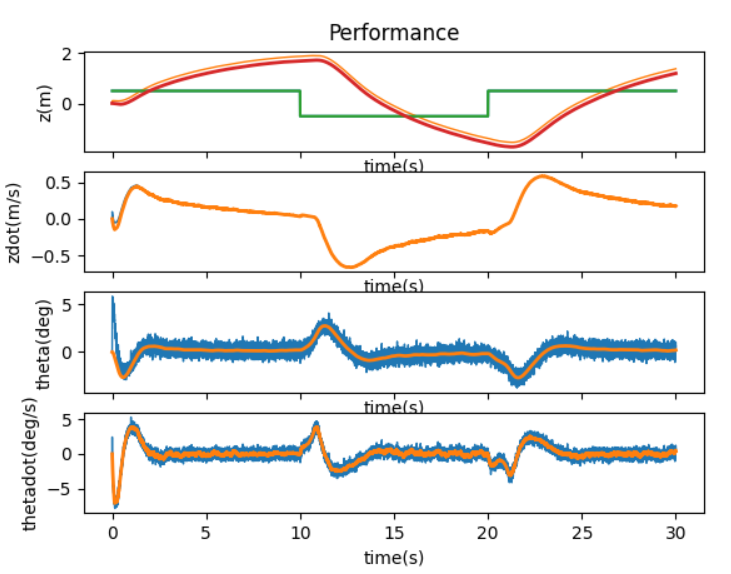 Performance
z(m)
2
0
time(s)
zdot(m/s)
0.5
0.0
−0.5
time(s)
theta(deg)
5
0
time(s)
thetadot(deg/s)
5
0
−5
0 5 10 15 20 25 30
time(s)